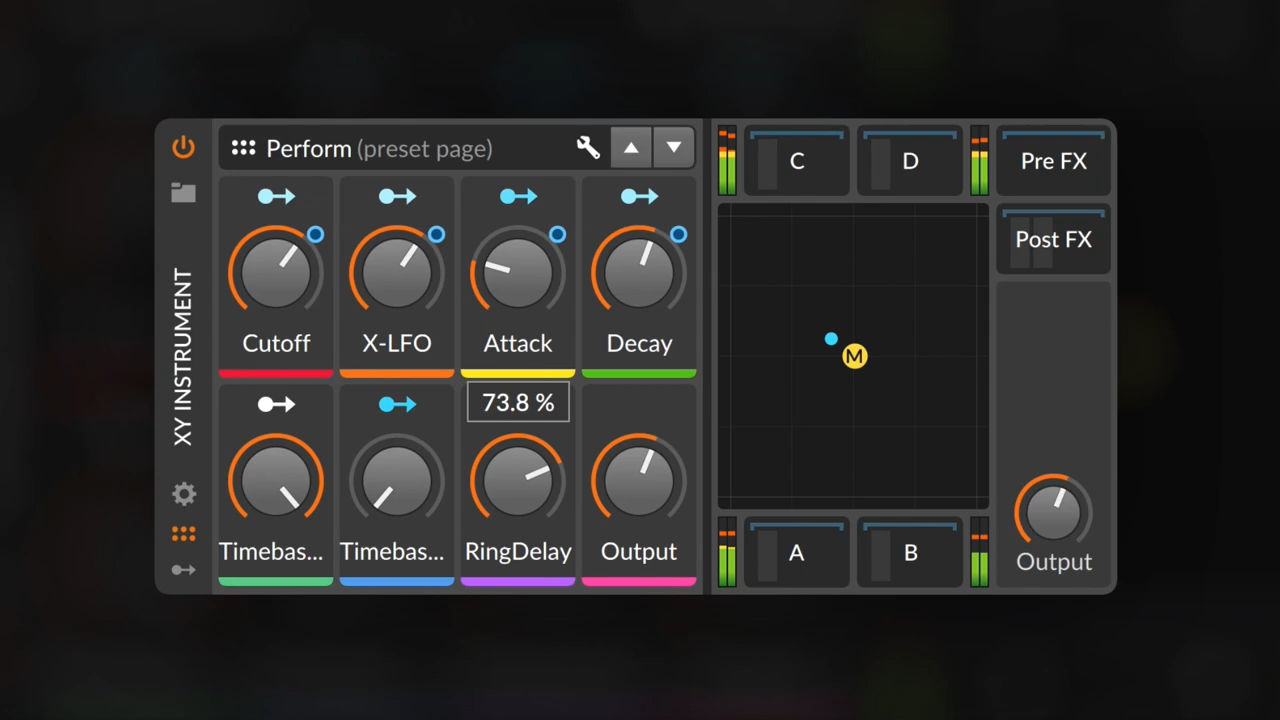 XY INSTRUMENT
Perform (preset page)
Cutoff
X-LFO
Attack
Decay
73.8 %
Timebas...
Timebas...
RingDelay
Output
C
D
Pre FX
Post FX
M
A
B
Output